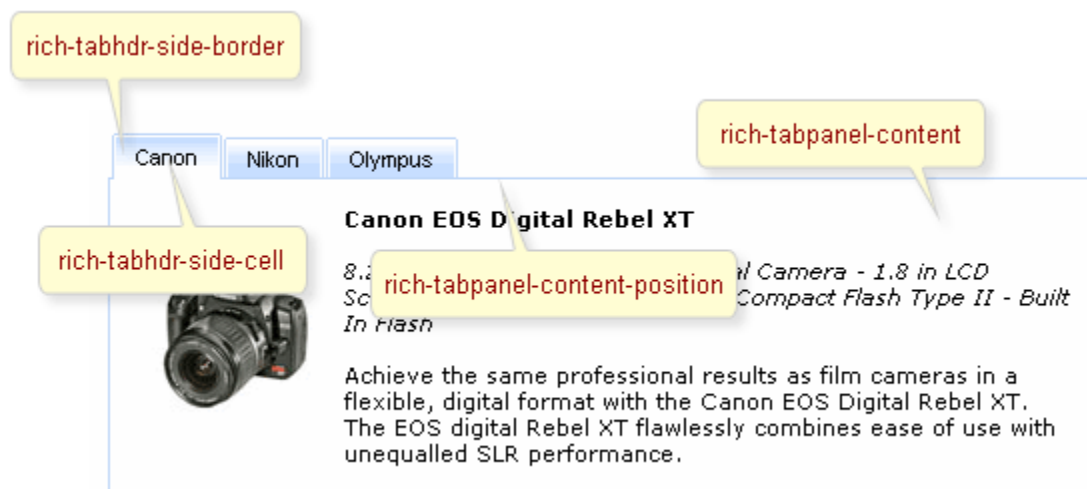 rich-tabhdr-side-border
rich-tabpanel-content
Canon Nikon Olympus
Canon EOS Digital Rebel XT
rich-tabhdr-side-cell
rich-tabpanel-content-position
8.2 Camera - 1.8 in LCD
Compact Flash Type II - Built
In Flash
Achieve the same professional results as film cameras in a
flexible, digital format with the Canon EOS Digital Rebel XT.
The EOS digital Rebel XT flawlessly combines ease of use with
unequalled SLR performance.